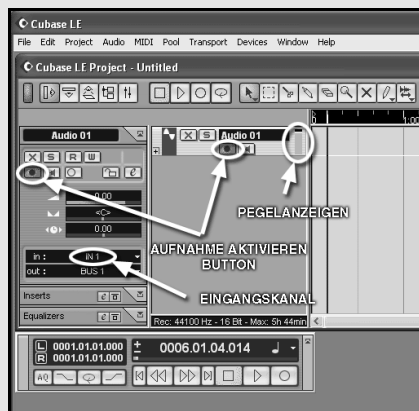 Cubase LE
File Edit Project Audio MIDI Pool Transport Devices Window Help
Cubase LE Project - Untitled
1:00
Audio 01
X S R W
e
0.00
<C>
0.00
in : IN 1
out : BUS 1
Inserts e
Equalizers e
X S Audio 01
PEGELANZEIGEN
AUFNAHME AKTIVIEREN
BUTTON
EINGANGSKANAL
Rec: 44100 Hz - 16 Bit - Max: 5h 44min
L 0001.01.01.000
R 0001.01.01.000
0006.01.04.014
AQ